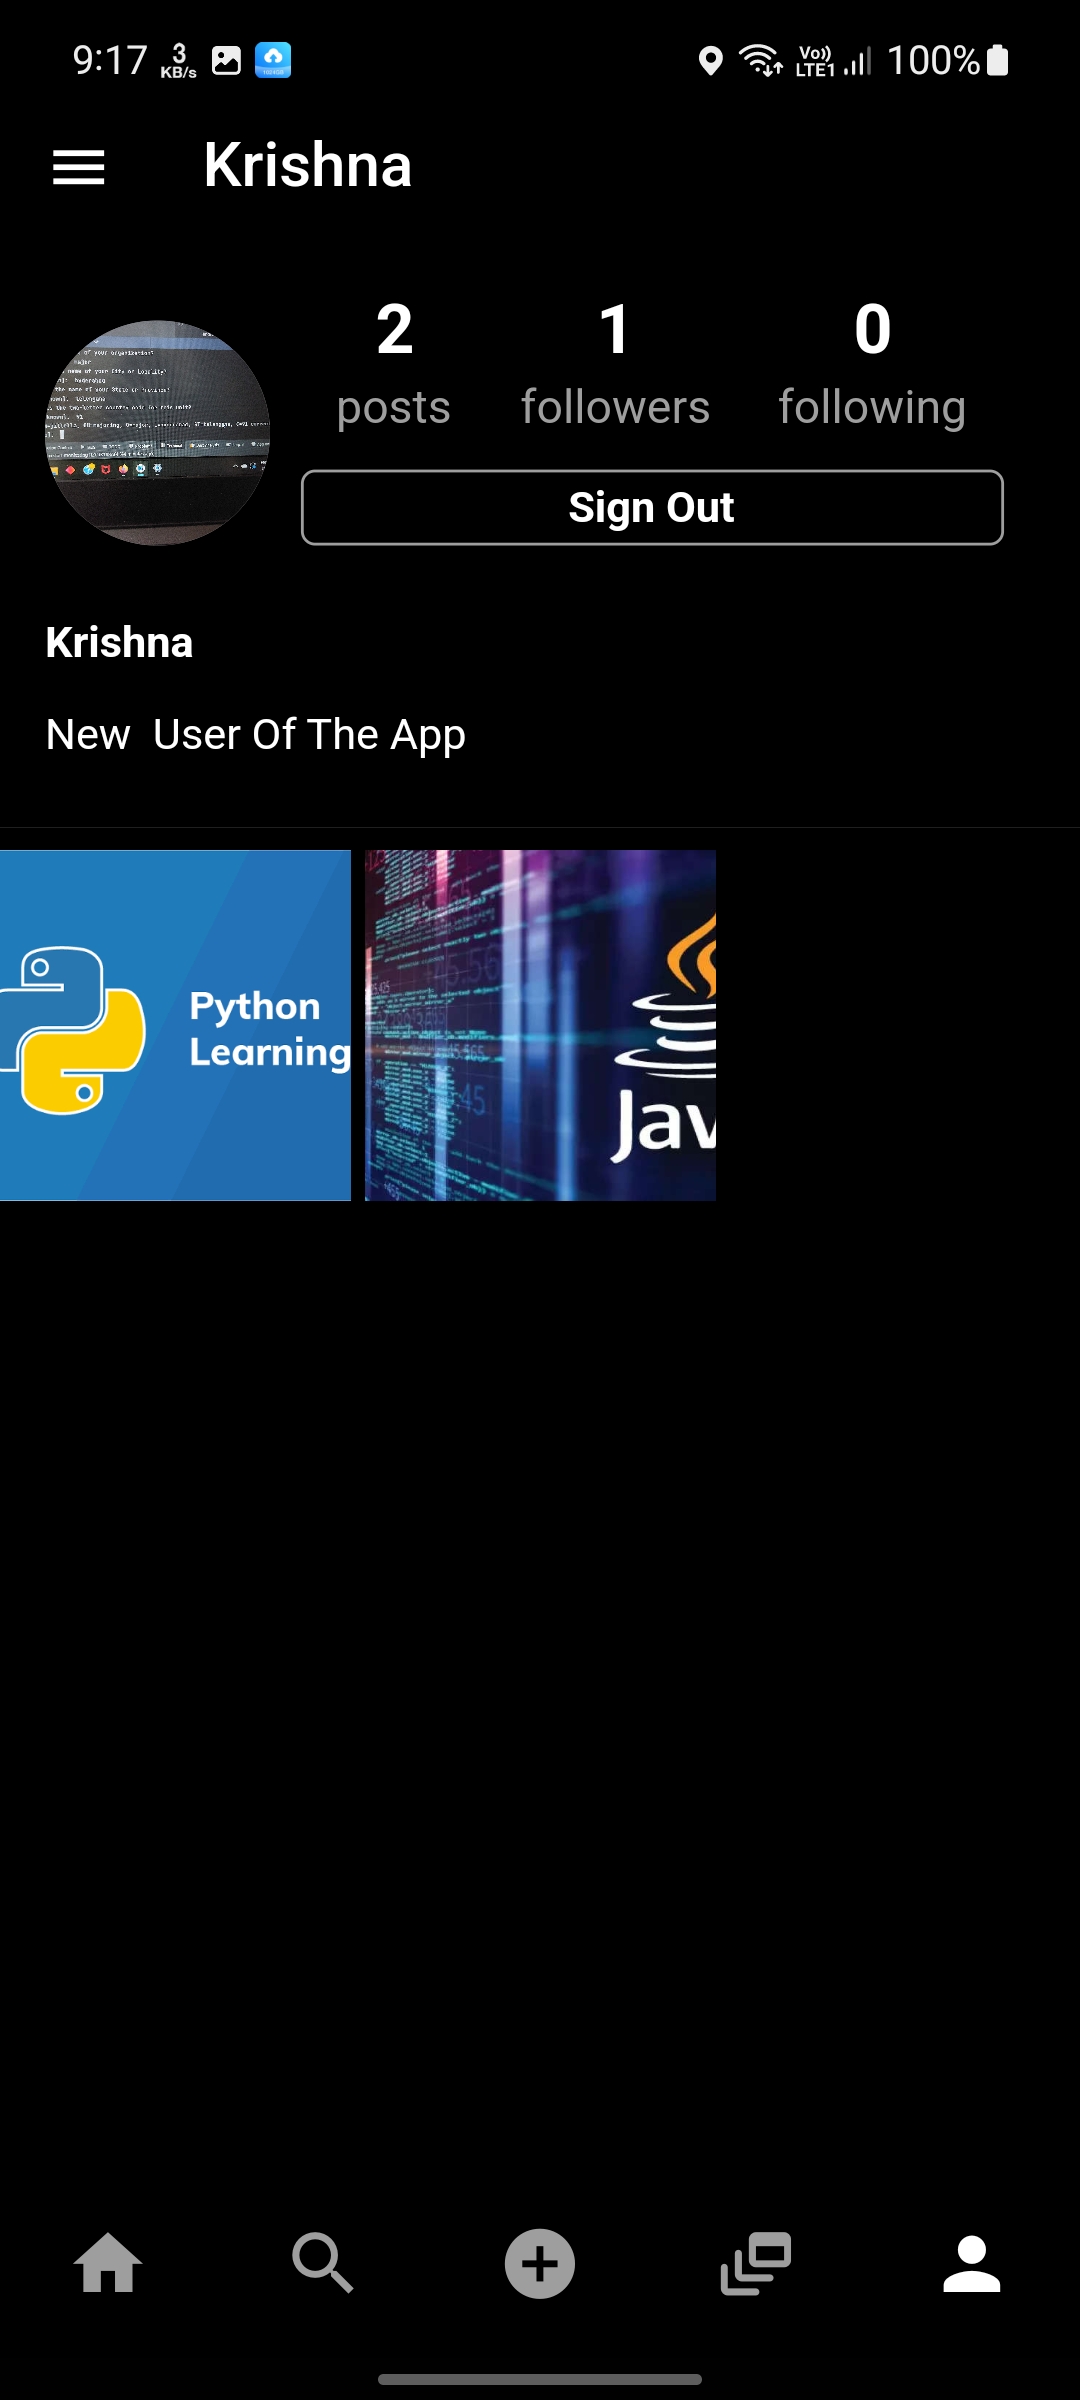 9:17 3 KB/s Vo)) LTE1 100%
Krishna
2 1 0
posts followers following
Sign Out
Krishna
New  User Of The App
Python
Learning
Jav